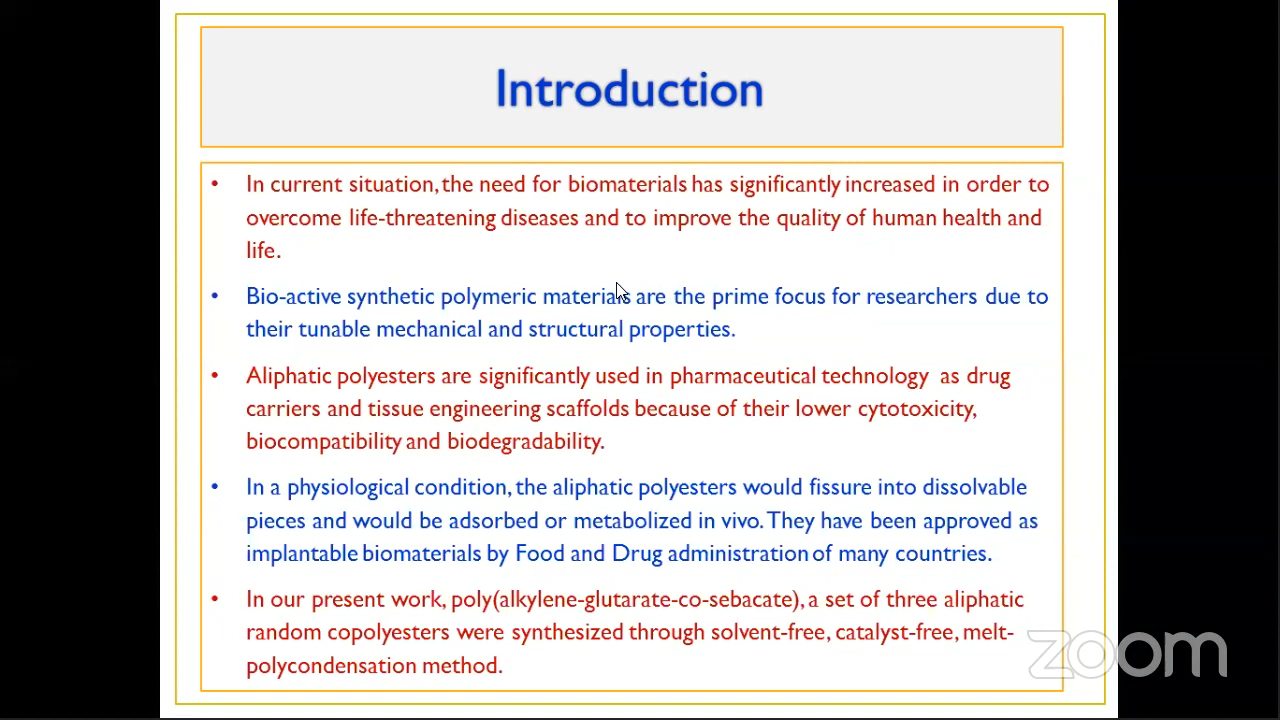 Introduction
• In current situation, the need for biomaterials has significantly increased in order to
overcome life-threatening diseases and to improve the quality of human health and
life.
• Bio-active synthetic polymeric materials are the prime focus for researchers due to
their tunable mechanical and structural properties.
• Aliphatic polyesters are significantly used in pharmaceutical technology as drug
carriers and tissue engineering scaffolds because of their lower cytotoxicity,
biocompatibility and biodegradability.
• In a physiological condition, the aliphatic polyesters would fissure into dissolvable
pieces and would be adsorbed or metabolized in vivo. They have been approved as
implantable biomaterials by Food and Drug administration of many countries.
• In our present work, poly(alkylene-glutarate-co-sebacate), a set of three aliphatic
random copolyesters were synthesized through solvent-free, catalyst-free, melt-
polycondensation method.
zoom